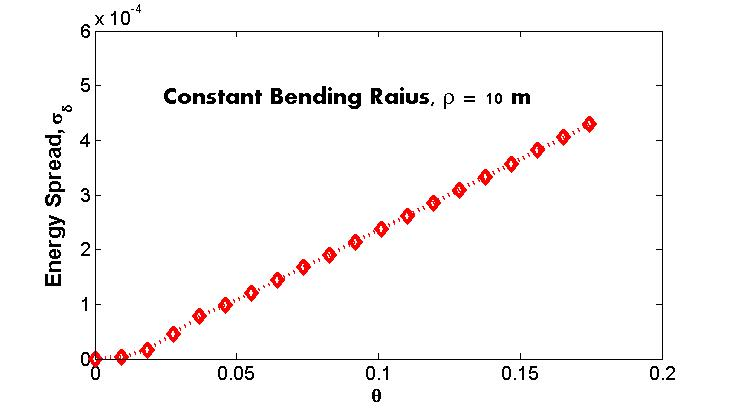 6 x 10⁻⁴
5
Constant Bending Raius, ρ = 10 m
4
3
2
1
0
0 0.05 0.1 0.15 0.2
θ
Energy Spread, σδ